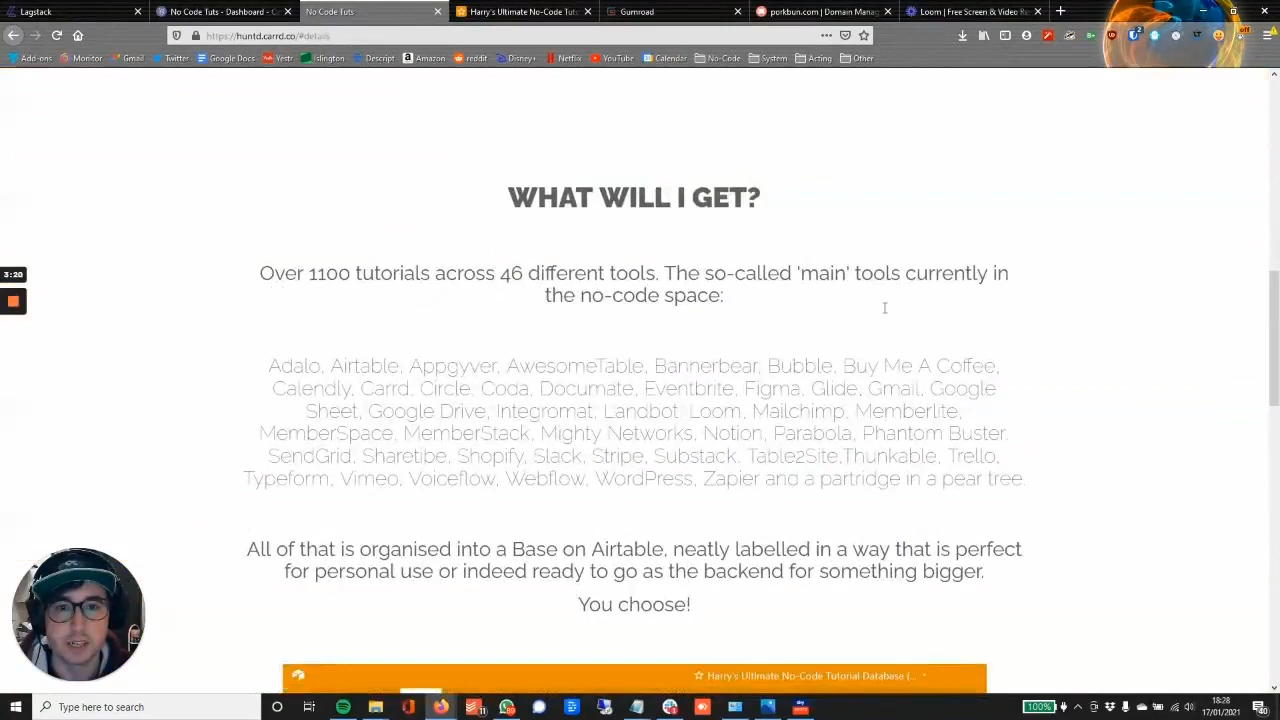 Lagstack
No Code Tuts - Dashboard - C
No Code Tuts
Harry's Ultimate No-Code Tut
Gumroad
porkbun.com | Domain Mana
Loom | Free Screen & Video Re
https://huntd.carrd.co/#details
Add-ons
Monitor
Gmail
Twitter
Google Docs
Yestr
Islington
Descript
Amazon
reddit
Disney+
Netflix
YouTube
Calendar
No-Code
System
Acting
Other
WHAT WILL I GET?
Over 1100 tutorials across 46 different tools. The so-called 'main' tools currently in
the no-code space:
3:20
Adalo, Airtable, Appgyver, AwesomeTable, Bannerbear, Bubble, Buy Me A Coffee,
Calendly, Carrd, Circle, Coda, Documate, Eventbrite, Figma, Glide, Gmail, Google
Sheet, Google Drive, Integromat, Landbot, Loom, Mailchimp, Memberlite,
MemberSpace, MemberStack, Mighty Networks, Notion, Parabola, Phantom Buster.
SendGrid, Sharetibe, Shopify, Slack, Stripe, Substack. Table2Site,Thunkable, Trello,
Typeform, Vimeo, Voiceflow, Webflow, WordPress, Zapier and a partridge in a pear tree.
All of that is organised into a Base on Airtable, neatly labelled in a way that is perfect
for personal use or indeed ready to go as the backend for something bigger.
You choose!
Harry's Ultimate No-Code Tutorial Database (...
Type here to search
100%
18:28
17/01/2021